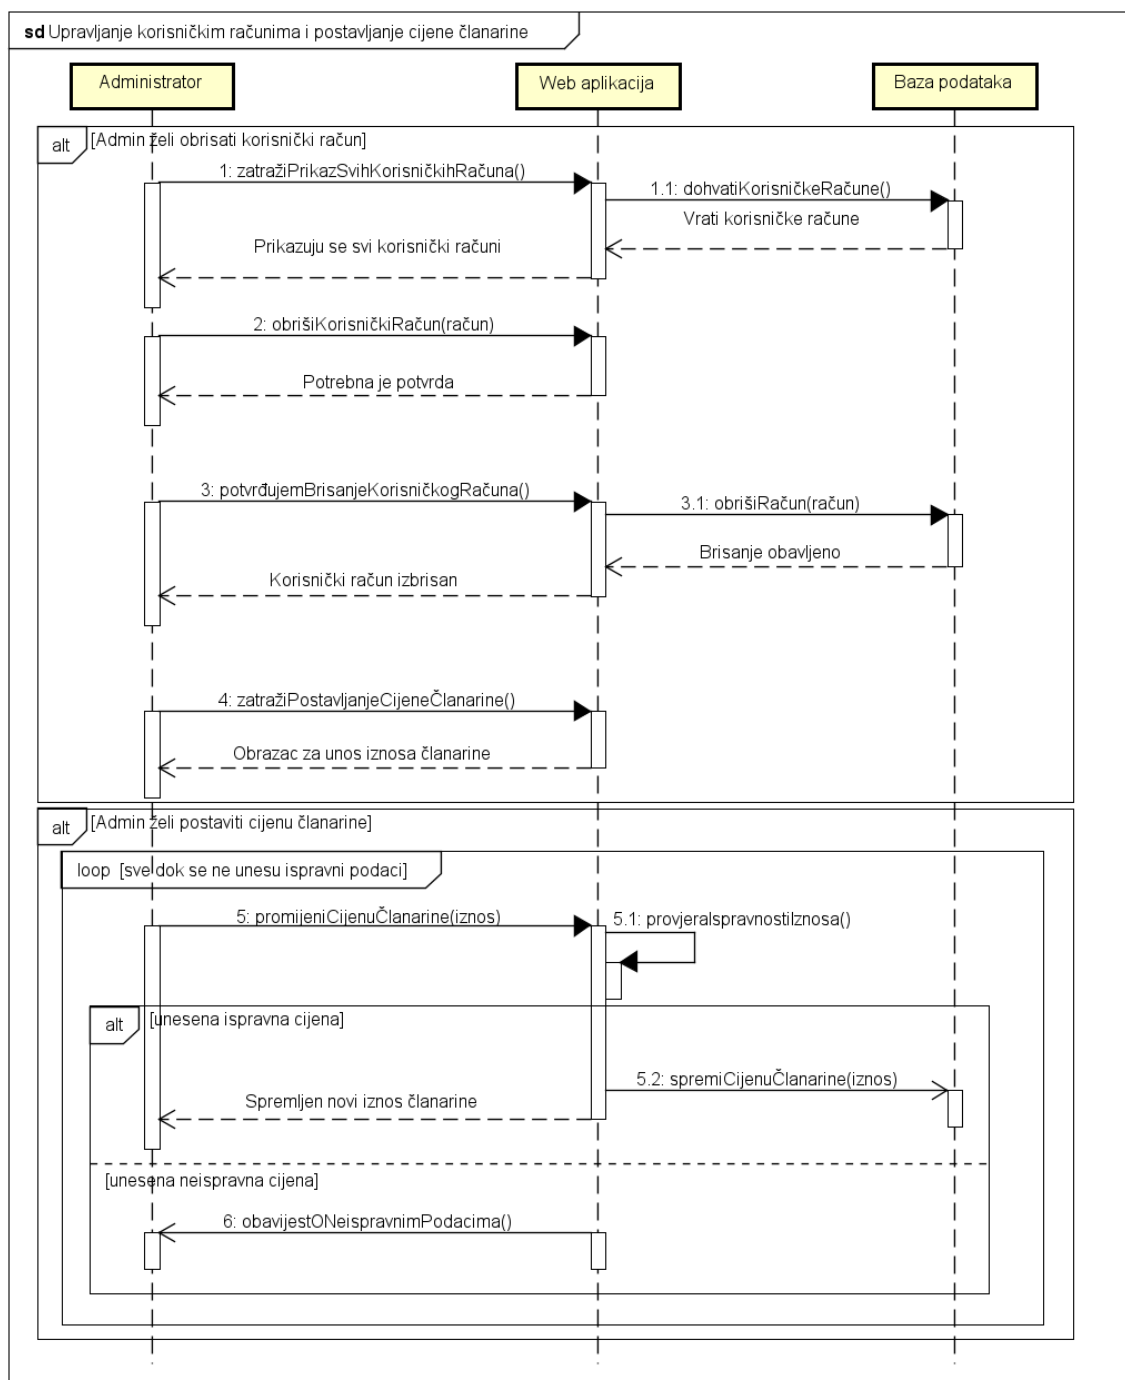 sd Upravljanje korisničkim računima i postavljanje cijene članarine
Administrator
Web aplikacija
Baza podataka
alt
[Admin želi obrisati korisnički račun]
1: zatražiPrikazSvihKorisničkihRačuna()
1.1: dohvatiKorisničkeRačune()
Vrati korisničke račune
Prikazuju se svi korisnički računi
2: obrišiKorisničkiRačun(račun)
Potrebna je potvrda
3: potvrđujemBrisanjeKorisničkogRačuna()
3.1: obrišiRačun(račun)
Brisanje obavljeno
Korisnički račun izbrisan
4: zatražiPostavljanjeCijeneČlanarine()
Obrazac za unos iznosa članarine
alt
[Admin želi postaviti cijenu članarine]
loop [sve dok se ne unesu ispravni podaci]
5: promijeniCijenuČlanarine(iznos)
5.1: provjeraIspravnostiIznosa()
alt
[unesena ispravna cijena]
5.2: spremiCijenuČlanarine(iznos)
Spremljen novi iznos članarine
[unesena neispravna cijena]
6: obavijestONeispravnimPodacima()